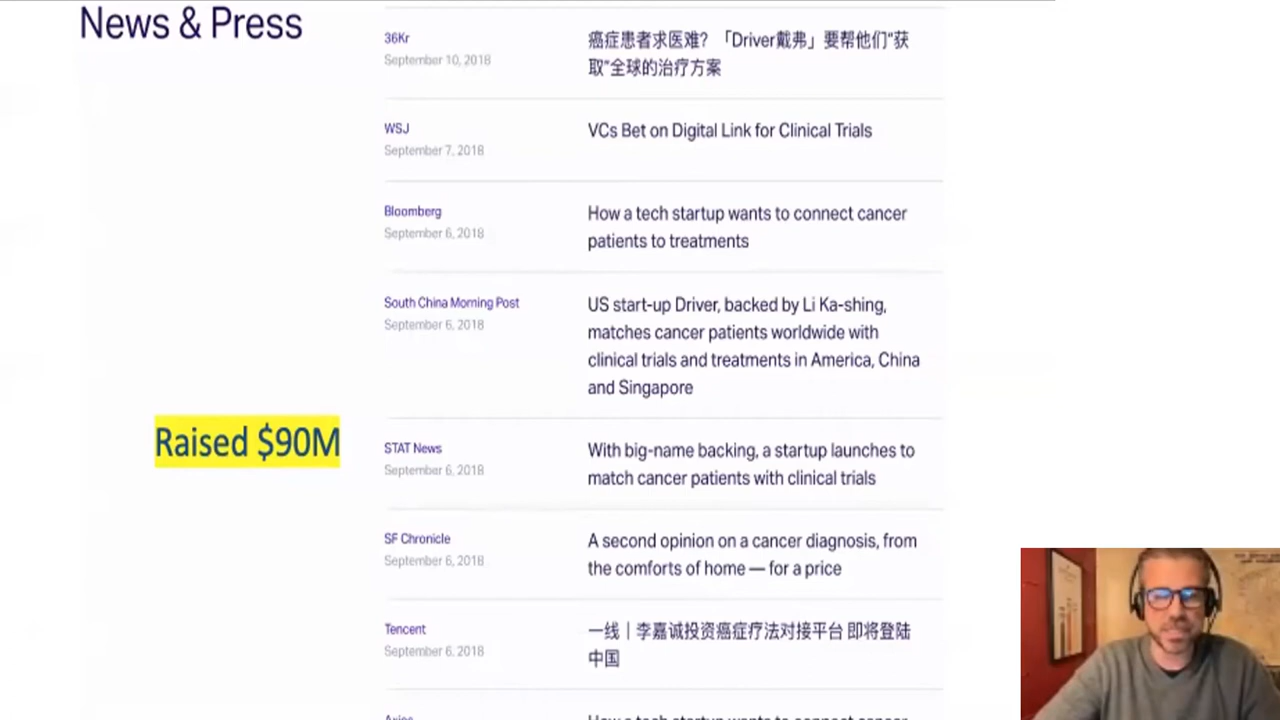 News & Press
36Kr
September 10, 2018
癌症患者求医难？「Driver戴弗」要帮他们“获
取”全球的治疗方案
WSJ
September 7, 2018
VCs Bet on Digital Link for Clinical Trials
Bloomberg
September 6, 2018
How a tech startup wants to connect cancer
patients to treatments
South China Morning Post
September 6, 2018
US start-up Driver, backed by Li Ka-shing,
matches cancer patients worldwide with
clinical trials and treatments in America, China
and Singapore
Raised $90M
STAT News
September 6, 2018
With big-name backing, a startup launches to
match cancer patients with clinical trials
SF Chronicle
September 6, 2018
A second opinion on a cancer diagnosis, from
the comforts of home — for a price
Tencent
September 6, 2018
一线｜李嘉诚投资癌症疗法对接平台 即将登陆
中国
Axios
How a tech startup wants to connect cancer